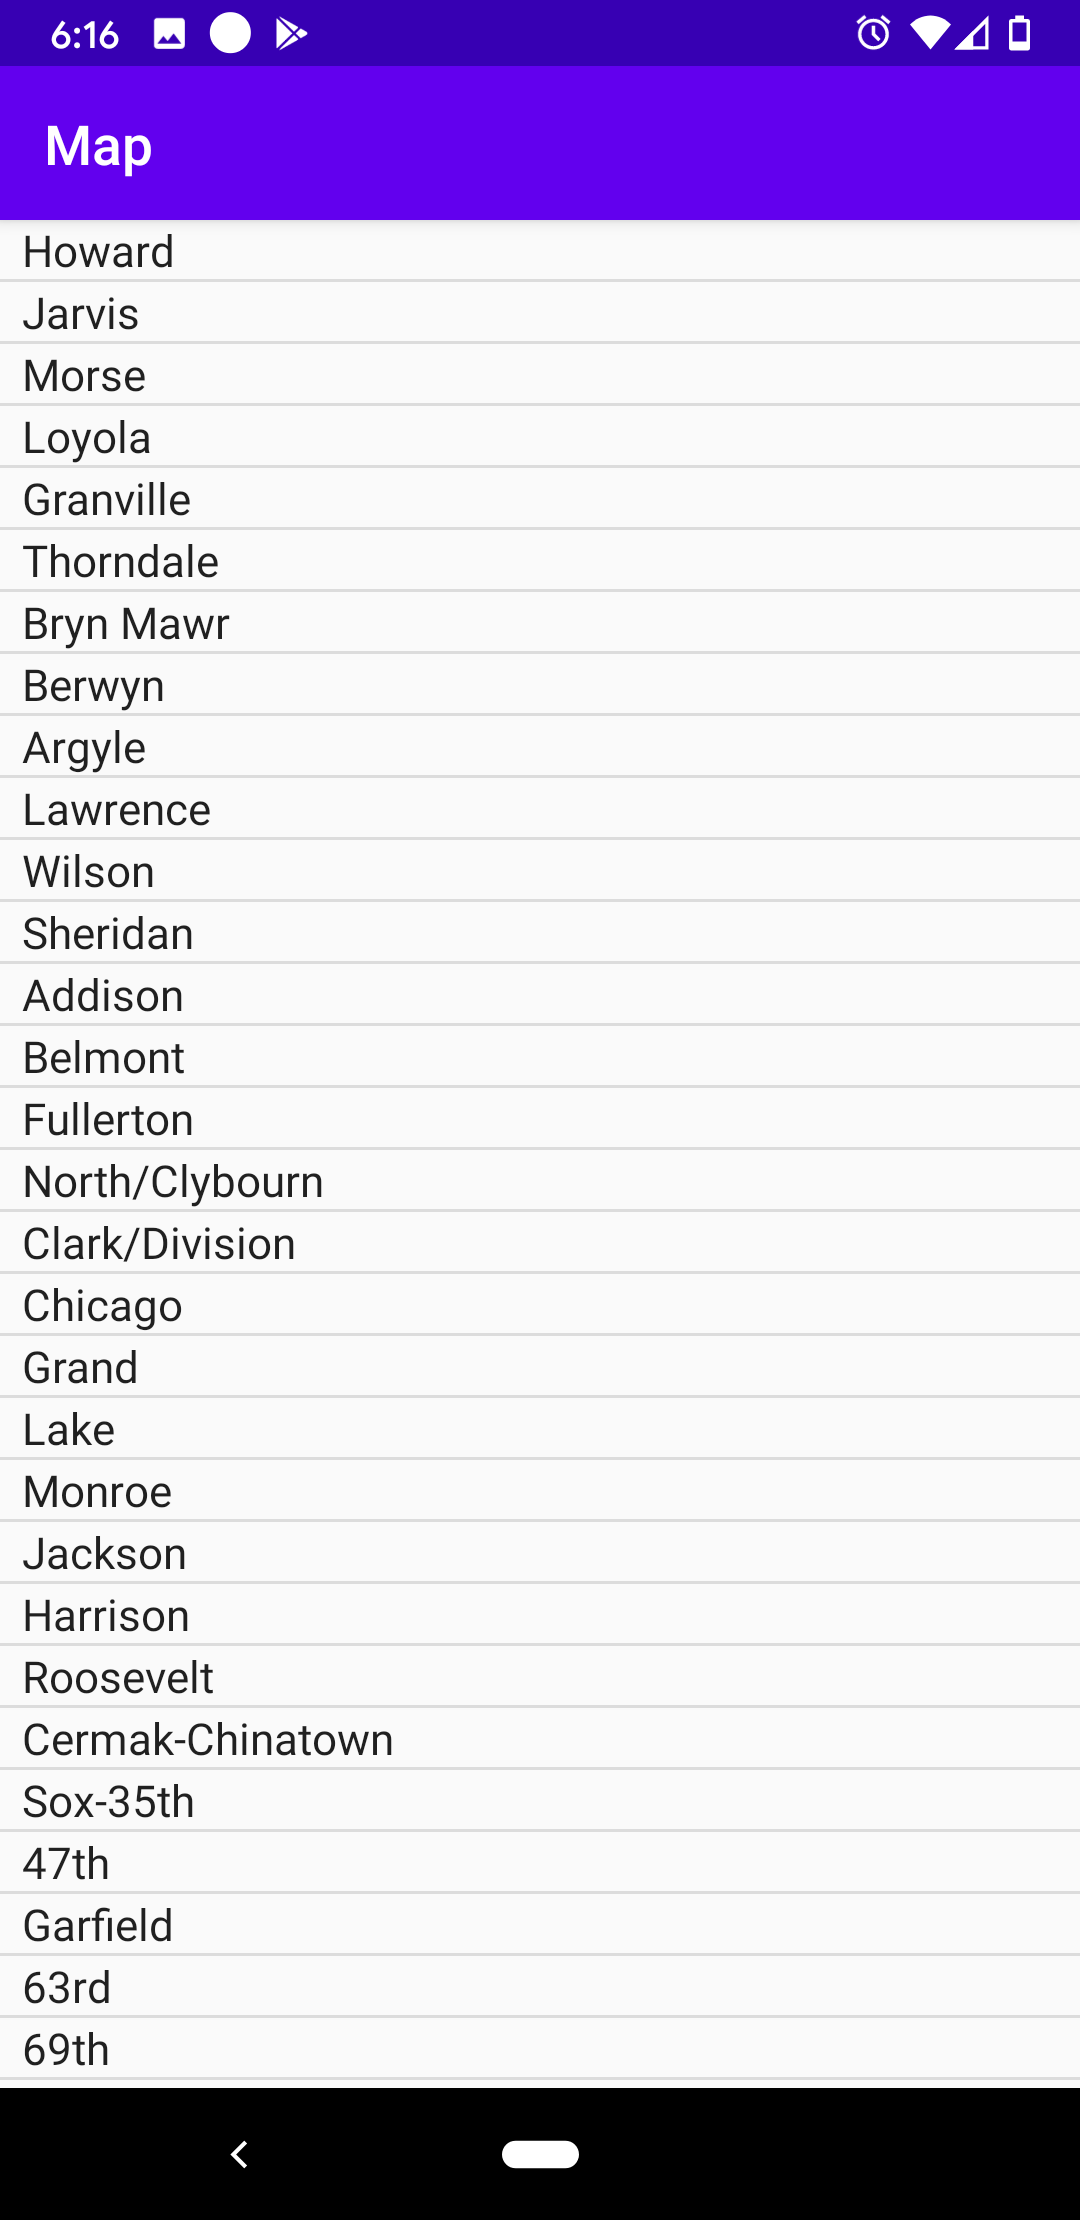 6:16
Map
Howard
Jarvis
Morse
Loyola
Granville
Thorndale
Bryn Mawr
Berwyn
Argyle
Lawrence
Wilson
Sheridan
Addison
Belmont
Fullerton
North/Clybourn
Clark/Division
Chicago
Grand
Lake
Monroe
Jackson
Harrison
Roosevelt
Cermak-Chinatown
Sox-35th
47th
Garfield
63rd
69th